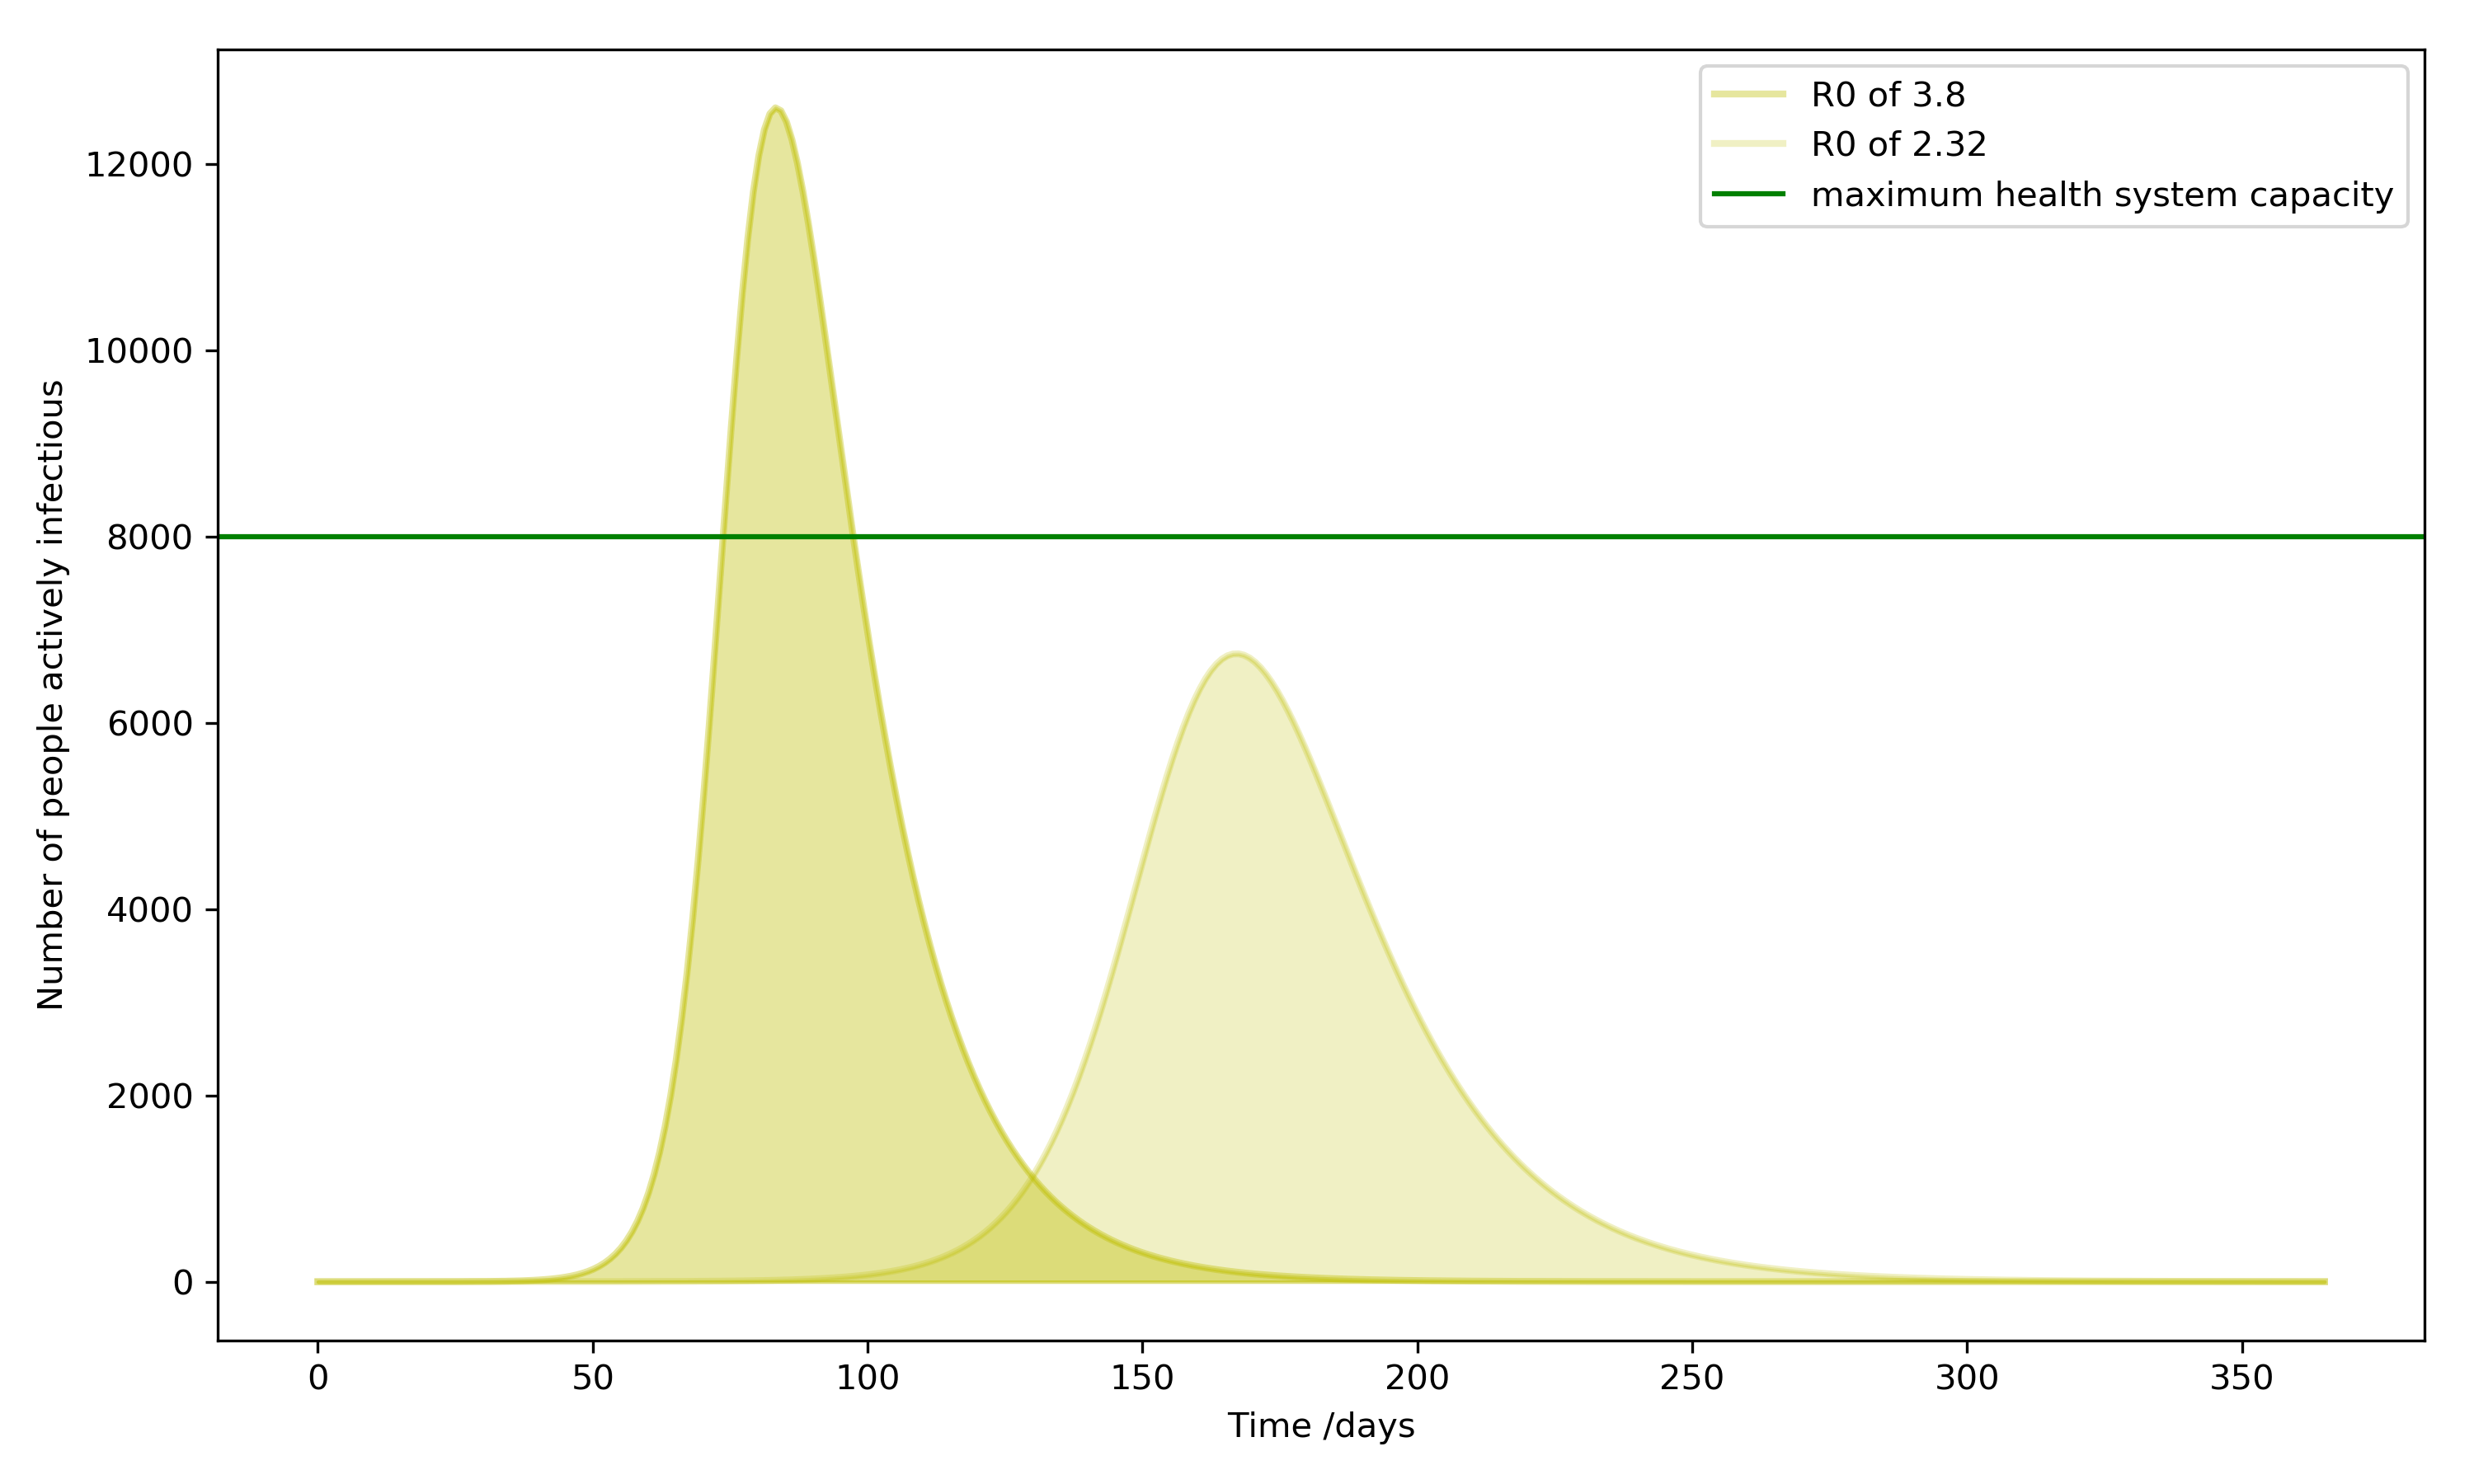 R0 of 3.8
R0 of 2.32
maximum health system capacity
12000
10000
8000
6000
4000
2000
0
Number of people actively infectious
0 50 100 150 200 250 300 350
Time /days